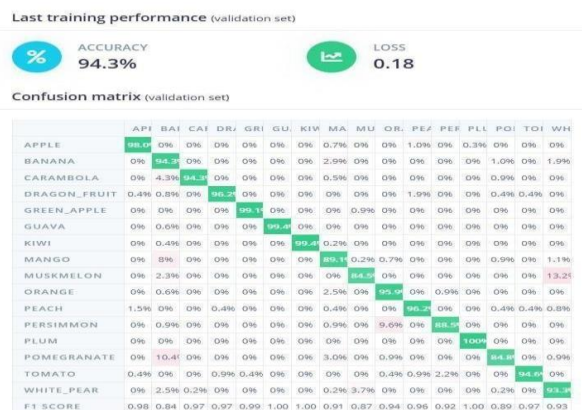 Last training performance (validation set)
ACCURACY
94.3%
LOSS
0.18
Confusion matrix (validation set)
API BAI CAI DRA GRI GU. KIW MA MU OR. PEA PER PLU POI TOI WH
APPLE 98.0% 0% 0% 0% 0% 0% 0% 0.7% 0% 0% 1.0% 0% 0.3% 0% 0% 0%
BANANA 0% 94.3% 0% 0% 0% 0% 0% 2.9% 0% 0% 0% 0% 0% 1.0% 0% 1.9%
CARAMBOLA 0% 4.3% 94.3% 0% 0% 0% 0% 0.5% 0% 0% 0% 0% 0% 0.9% 0% 0%
DRAGON_FRUIT 0.4% 0.8% 0% 96.2% 0% 0% 0% 0% 0% 0% 1.9% 0% 0% 0.4% 0.4% 0%
GREEN_APPLE 0% 0% 0% 0% 99.1% 0% 0% 0% 0.9% 0% 0% 0% 0% 0% 0% 0%
GUAVA 0% 0.6% 0% 0% 0% 99.4% 0% 0% 0% 0% 0% 0% 0% 0% 0% 0%
KIWI 0% 0.4% 0% 0% 0% 0% 99.4% 0.2% 0% 0% 0% 0% 0% 0% 0% 0%
MANGO 0% 8% 0% 0% 0% 0% 0% 89.1% 0.2% 0.7% 0% 0% 0% 0.9% 0% 1.1%
MUSKMELON 0% 2.3% 0% 0% 0% 0% 0% 0% 84.5% 0% 0% 0% 0% 0% 0% 13.2%
ORANGE 0% 0.6% 0% 0% 0% 0% 0% 2.5% 0% 95.9% 0% 0.9% 0% 0% 0% 0%
PEACH 1.5% 0% 0% 0.4% 0% 0% 0% 0.4% 0% 0% 96.2% 0% 0% 0.4% 0.4% 0.8%
PERSIMMON 0% 0.9% 0% 0% 0% 0% 0% 0.9% 0% 9.6% 0% 88.5% 0% 0% 0% 0%
PLUM 0% 0% 0% 0% 0% 0% 0% 0% 0% 0% 0% 0% 100% 0% 0% 0%
POMEGRANATE 0% 10.4% 0% 0% 0% 0% 0% 3.0% 0% 0.9% 0% 0% 0% 84.8% 0% 0.9%
TOMATO 0.4% 0% 0% 0.9% 0.4% 0% 0% 0% 0% 0.4% 0.9% 2.2% 0% 0% 94.6% 0%
WHITE_PEAR 0% 2.5% 0.2% 0% 0% 0% 0% 0.2% 3.7% 0% 0% 0% 0% 0.2% 0% 93.3%
F1 SCORE 0.98 0.84 0.97 0.97 0.99 1.00 1.00 0.91 0.87 0.94 0.96 0.92 1.00 0.88 0.97 0.93